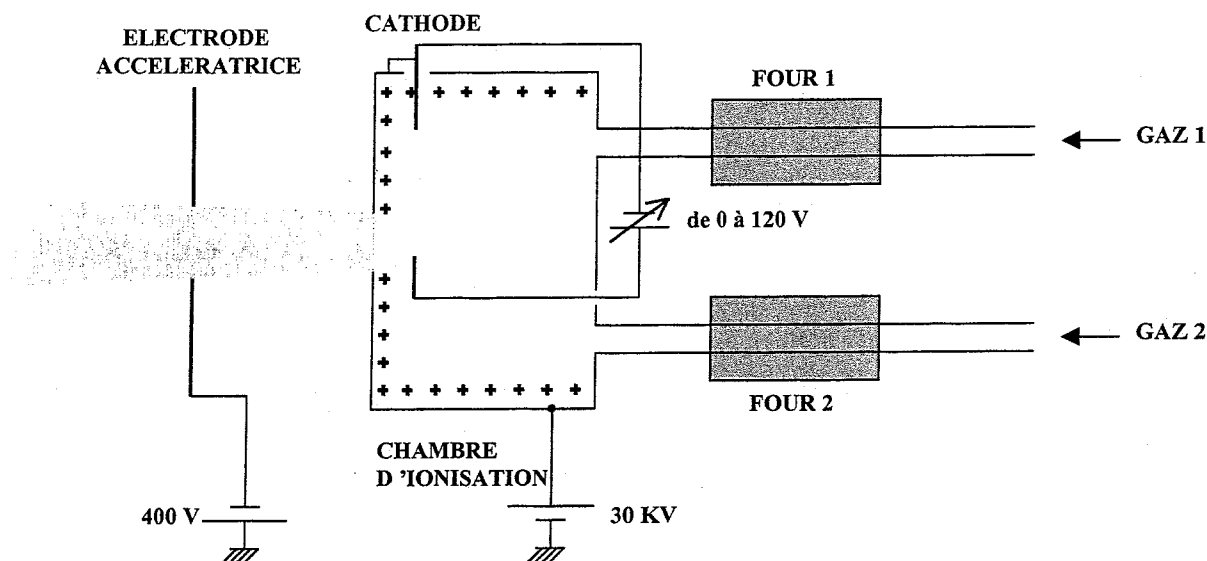 CATHODE
ELECTRODE
ACCELERATRICE
FOUR 1
GAZ 1
de 0 à 120 V
GAZ 2
FOUR 2
CHAMBRE
D 'IONISATION
400 V
30 KV